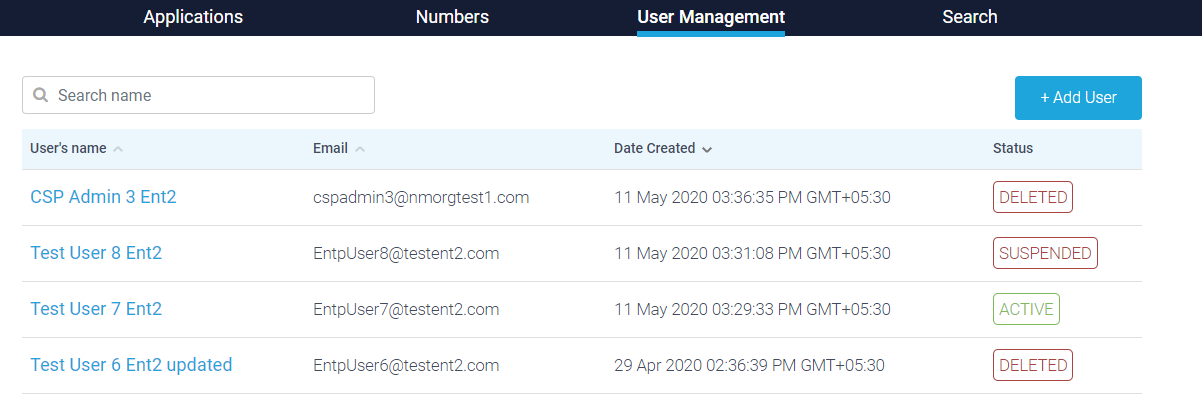 Applications Numbers User Management Search
Search name
+ Add User
User's name Email Date Created Status
CSP Admin 3 Ent2 cspadmin3@nmorgtest1.com 11 May 2020 03:36:35 PM GMT+05:30 DELETED
Test User 8 Ent2 EntpUser8@testent2.com 11 May 2020 03:31:08 PM GMT+05:30 SUSPENDED
Test User 7 Ent2 EntpUser7@testent2.com 11 May 2020 03:29:33 PM GMT+05:30 ACTIVE
Test User 6 Ent2 updated EntpUser6@testent2.com 29 Apr 2020 02:36:39 PM GMT+05:30 DELETED